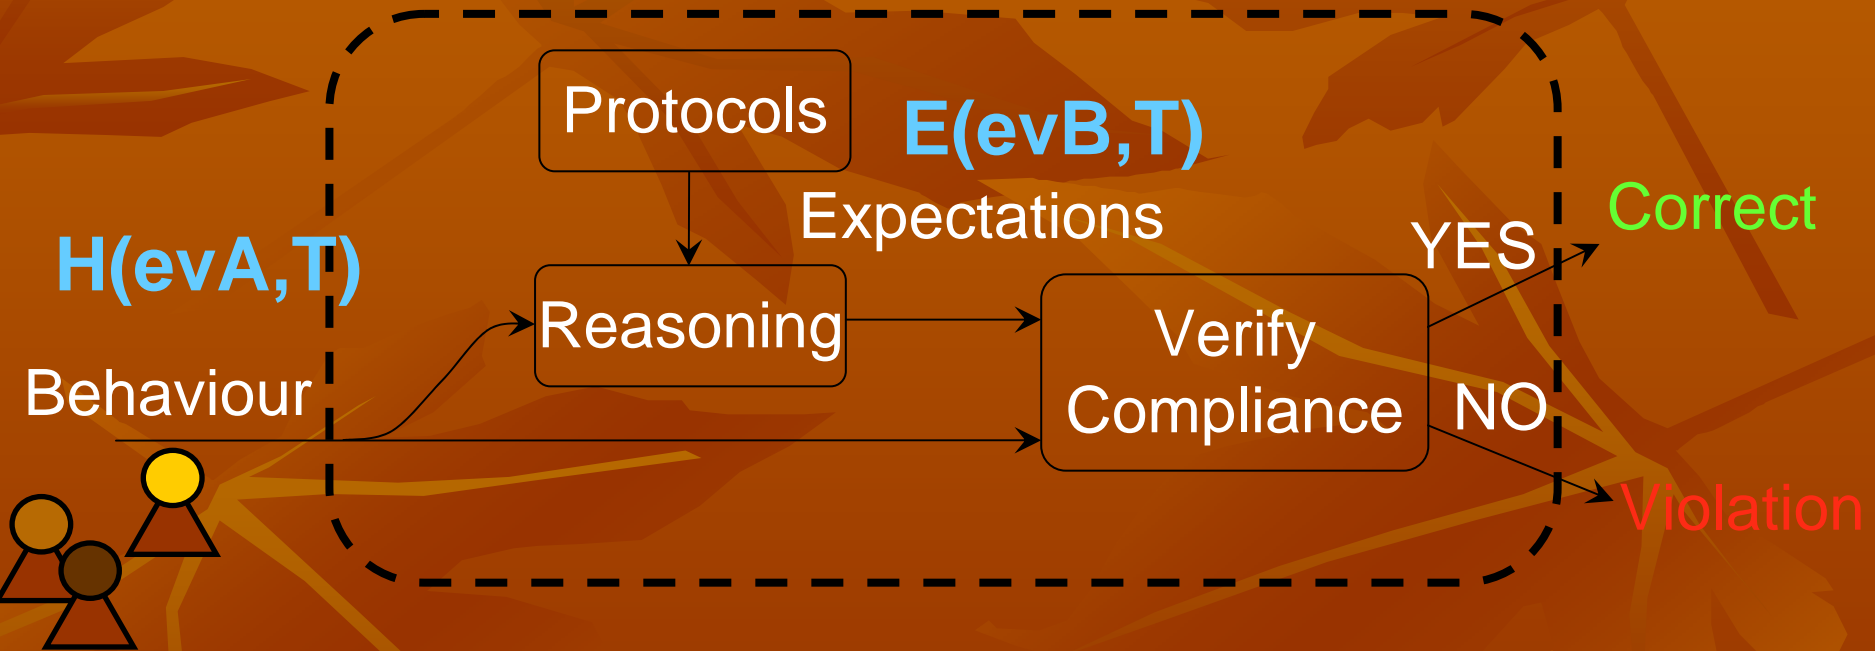 Protocols
E(evB,T)
Expectations
H(evA,T)
Behaviour
Reasoning
Verify
Compliance
YES
Correct
NO
Violation